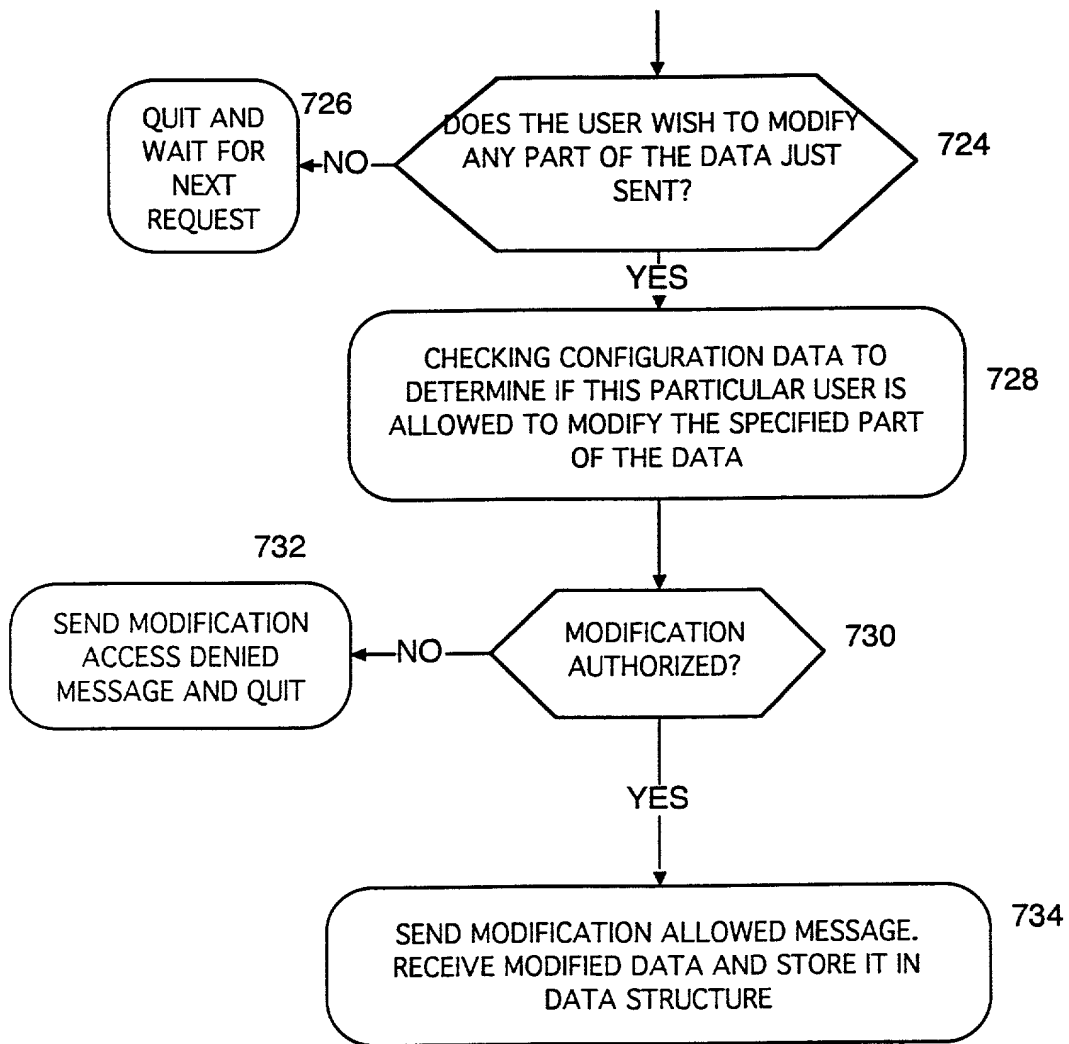 726
QUIT AND
WAIT FOR
NEXT
REQUEST
NO
DOES THE USER WISH TO MODIFY
ANY PART OF THE DATA JUST
SENT?
724
YES
CHECKING CONFIGURATION DATA TO
DETERMINE IF THIS PARTICULAR USER IS
ALLOWED TO MODIFY THE SPECIFIED PART
OF THE DATA
728
732
SEND MODIFICATION
ACCESS DENIED
MESSAGE AND QUIT
NO
MODIFICATION
AUTHORIZED?
730
YES
SEND MODIFICATION ALLOWED MESSAGE.
RECEIVE MODIFIED DATA AND STORE IT IN
DATA STRUCTURE
734